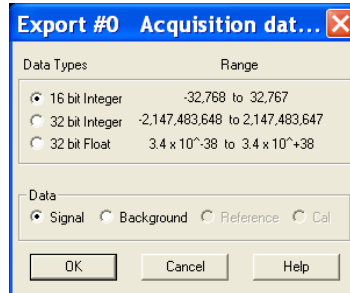 Export #0 Acquisition dat...
Data Types Range
16 bit Integer -32,768 to 32,767
32 bit Integer -2,147,483,648 to 2,147,483,647
32 bit Float 3.4 x 10^-38 to 3.4 x 10^+38
Data
Signal Background Reference Cal
OK Cancel Help